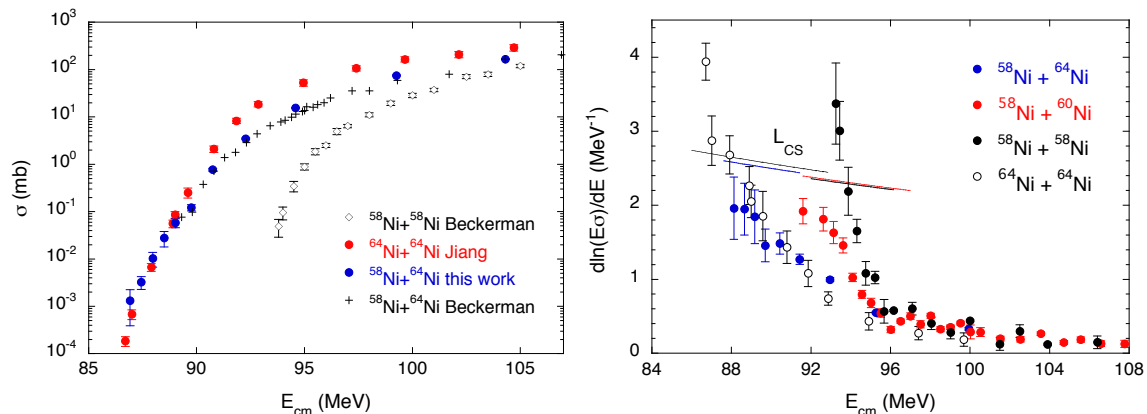 10³
10²
10¹
10⁰
10⁻¹
10⁻²
10⁻³
10⁻⁴
σ (mb)
85 90 95 100 105
E_cm (MeV)
⁵⁸Ni+⁵⁸Ni Beckerman
⁶⁴Ni+⁶⁴Ni Jiang
⁵⁸Ni+⁶⁴Ni this work
⁵⁸Ni+⁶⁴Ni Beckerman
4
3
2
1
0
dln(Eσ)/dE (MeV⁻¹)
84 88 92 96 100 104 108
E_cm (MeV)
L_CS
⁵⁸Ni + ⁶⁴Ni
⁵⁸Ni + ⁶⁰Ni
⁵⁸Ni + ⁵⁸Ni
⁶⁴Ni + ⁶⁴Ni